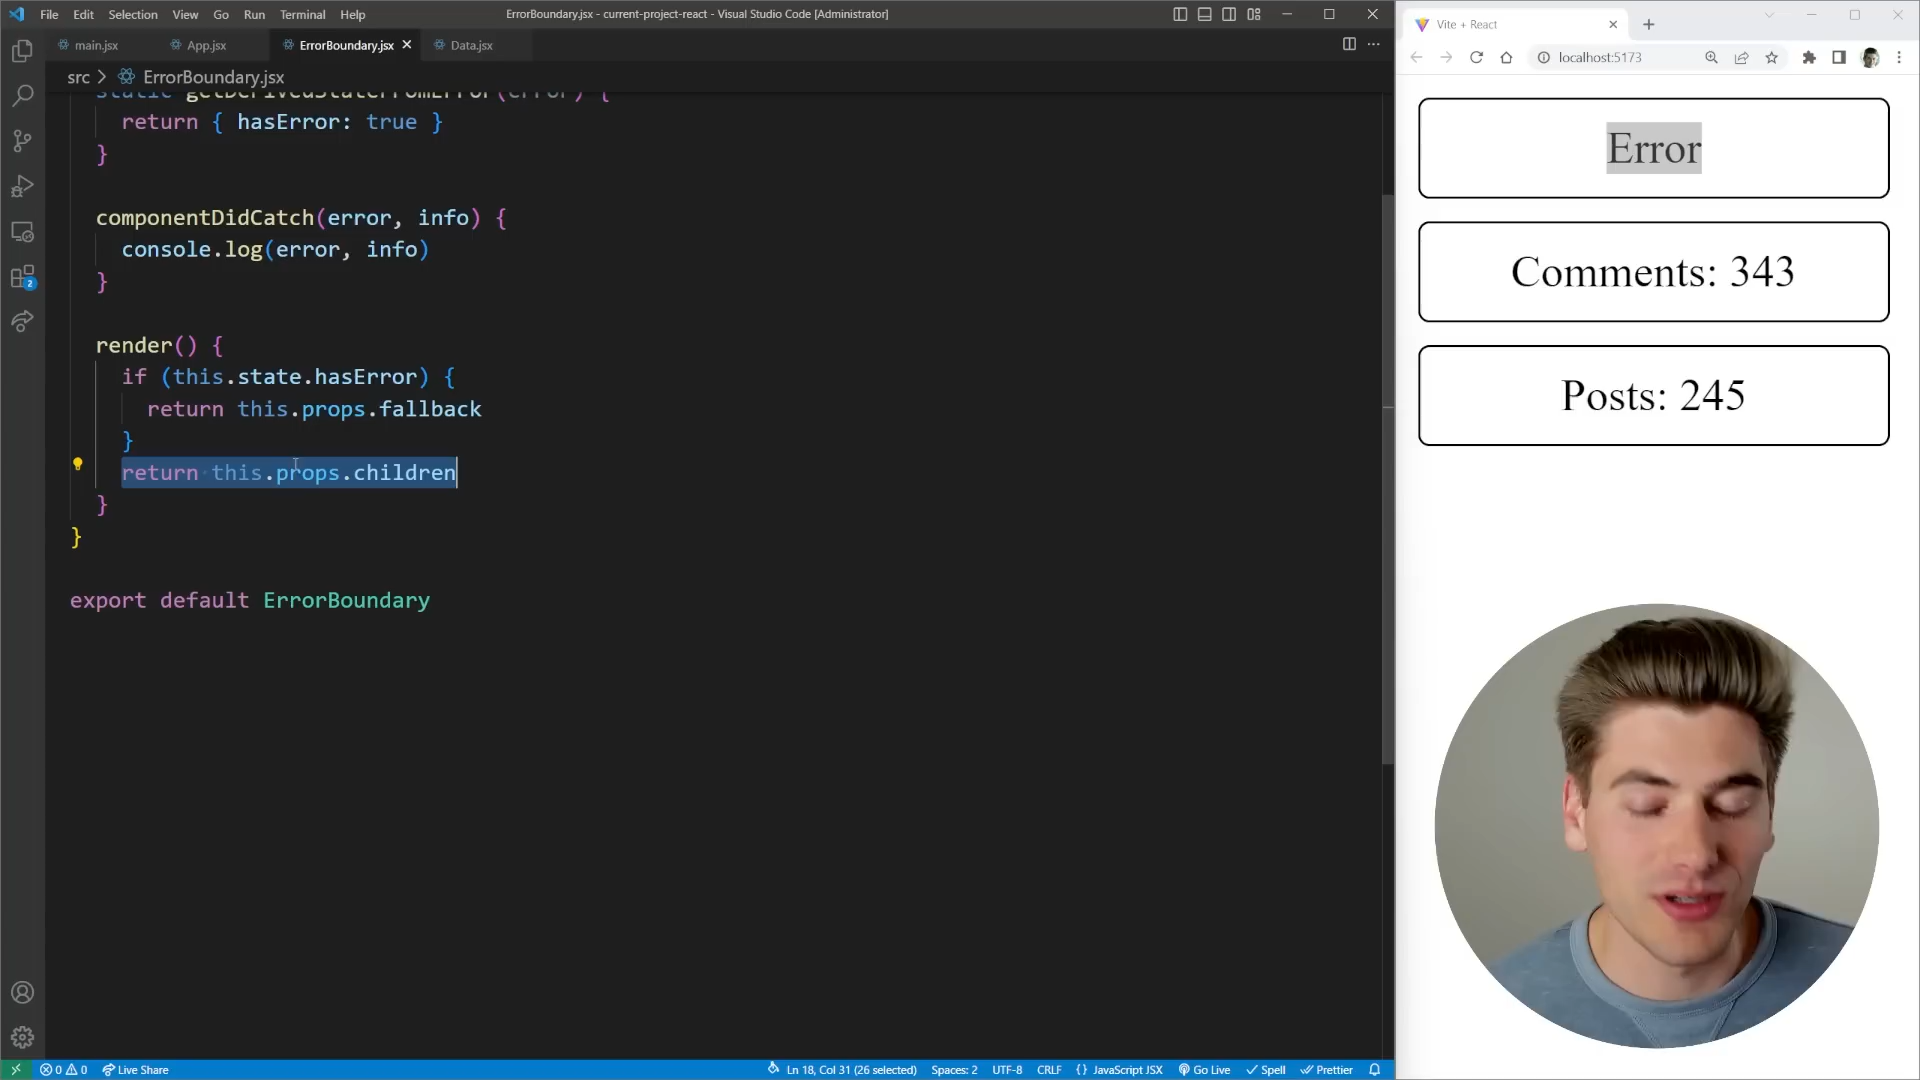 File Edit Selection View Go Run Terminal Help
ErrorBoundary.jsx - current-project-react - Visual Studio Code [Administrator]
main.jsx
App.jsx
ErrorBoundary.jsx
Data.jsx
src > ErrorBoundary.jsx
static getDerivedStateFromError(error) {
return { hasError: true }
}
componentDidCatch(error, info) {
console.log(error, info)
}
render() {
if (this.state.hasError) {
return this.props.fallback
}
return this.props.children
}
}
export default ErrorBoundary
2
0 0 Live Share
Ln 18, Col 31 (26 selected) Spaces: 2 UTF-8 CRLF {} JavaScript JSX Go Live Spell Prettier
Vite + React
localhost:5173
Error
Comments: 343
Posts: 245